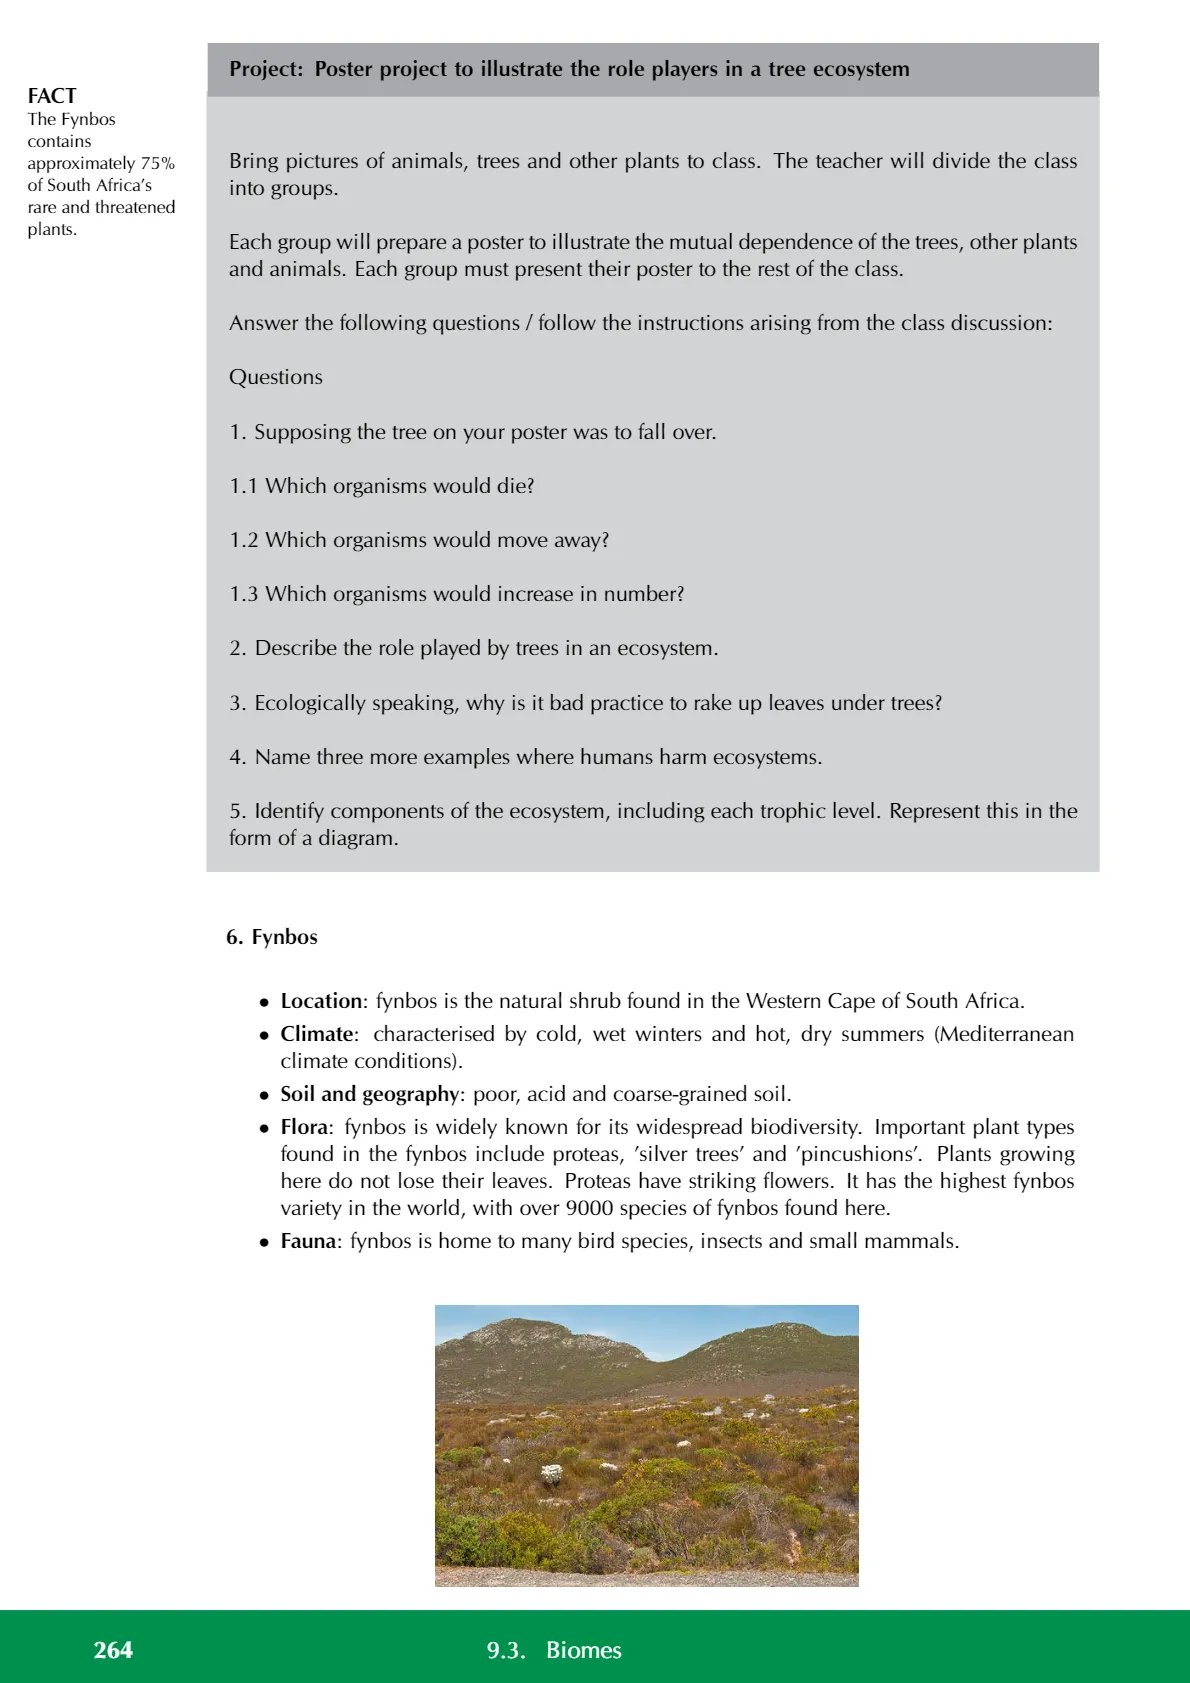 Project: Poster project to illustrate the role players in a tree ecosystem
FACT
The Fynbos
contains
approximately 75%
of South Africa's
rare and threatened
plants.
Bring pictures of animals, trees and other plants to class. The teacher will divide the class
into groups.
Each group will prepare a poster to illustrate the mutual dependence of the trees, other plants
and animals. Each group must present their poster to the rest of the class.
Answer the following questions / follow the instructions arising from the class discussion:
Questions
1. Supposing the tree on your poster was to fall over.
1.1 Which organisms would die?
1.2 Which organisms would move away?
1.3 Which organisms would increase in number?
2. Describe the role played by trees in an ecosystem.
3. Ecologically speaking, why is it bad practice to rake up leaves under trees?
4. Name three more examples where humans harm ecosystems.
5. Identify components of the ecosystem, including each trophic level. Represent this in the
form of a diagram.
6. Fynbos
• Location: fynbos is the natural shrub found in the Western Cape of South Africa.
• Climate: characterised by cold, wet winters and hot, dry summers (Mediterranean
climate conditions).
• Soil and geography: poor, acid and coarse-grained soil.
• Flora: fynbos is widely known for its widespread biodiversity. Important plant types
found in the fynbos include proteas, ’silver trees’ and ’pincushions’. Plants growing
here do not lose their leaves. Proteas have striking flowers. It has the highest fynbos
variety in the world, with over 9000 species of fynbos found here.
• Fauna: fynbos is home to many bird species, insects and small mammals.
264
9.3. Biomes